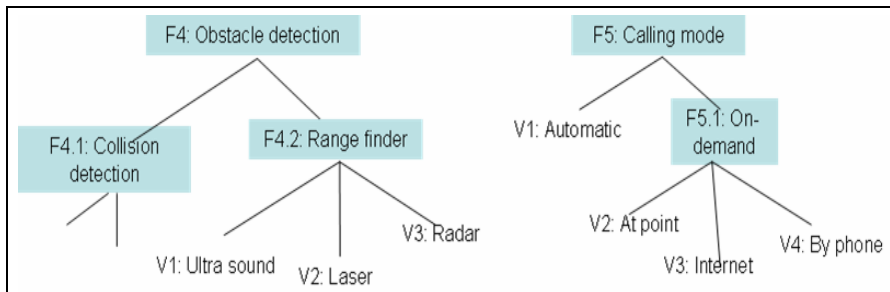 F4: Obstacle detection
F5: Calling mode
F4.1: Collision
detection
F4.2: Range finder
V1: Automatic
F5.1: On-
demand
V1: Ultra sound
V2: Laser
V3: Radar
V2: At point
V3: Internet
V4: By phone